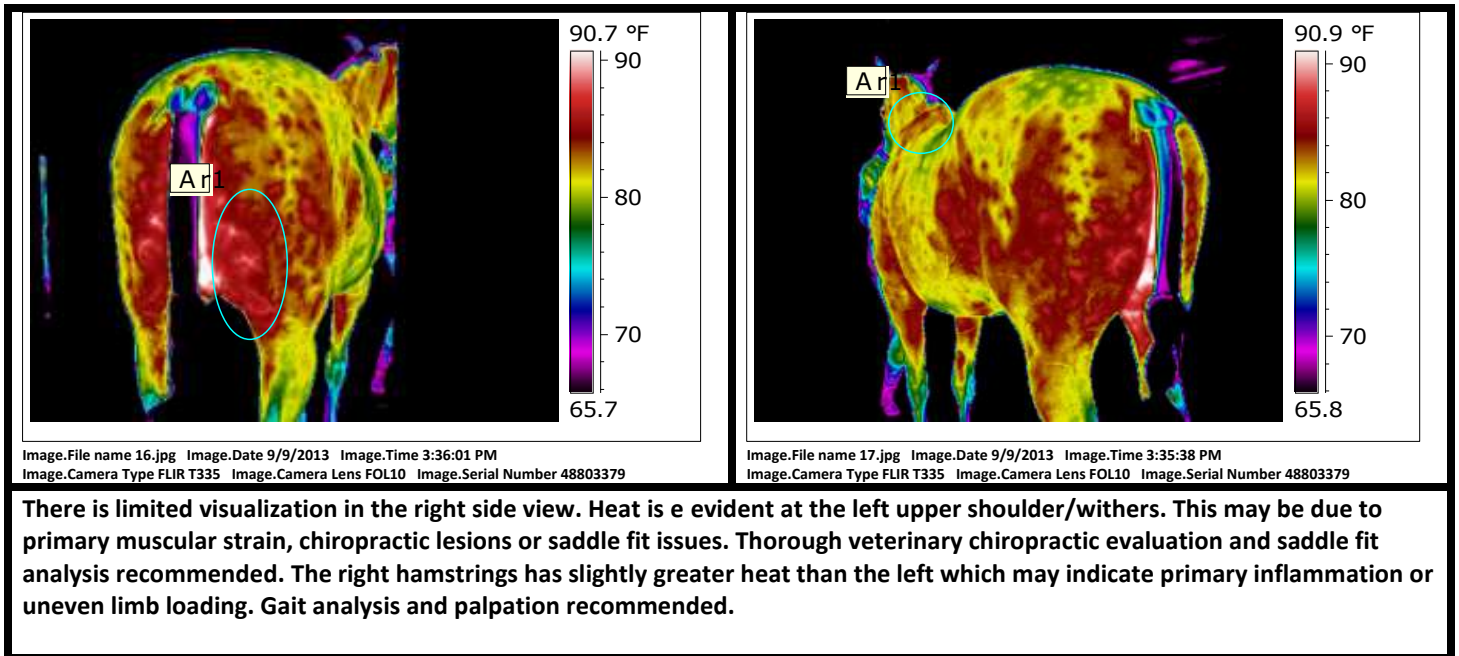 90.7 °F
90
Ar1
80
70
65.7
Image.File name 16.jpg Image.Date 9/9/2013 Image.Time 3:36:01 PM
Image.Camera Type FLIR T335 Image.Camera Lens FOL10 Image.Serial Number 48803379
90.9 °F
90
Ar1
80
70
65.8
Image.File name 17.jpg Image.Date 9/9/2013 Image.Time 3:35:38 PM
Image.Camera Type FLIR T335 Image.Camera Lens FOL10 Image.Serial Number 48803379
There is limited visualization in the right side view. Heat is e evident at the left upper shoulder/withers. This may be due to
primary muscular strain, chiropractic lesions or saddle fit issues. Thorough veterinary chiropractic evaluation and saddle fit
analysis recommended. The right hamstrings has slightly greater heat than the left which may indicate primary inflammation or
uneven limb loading. Gait analysis and palpation recommended.